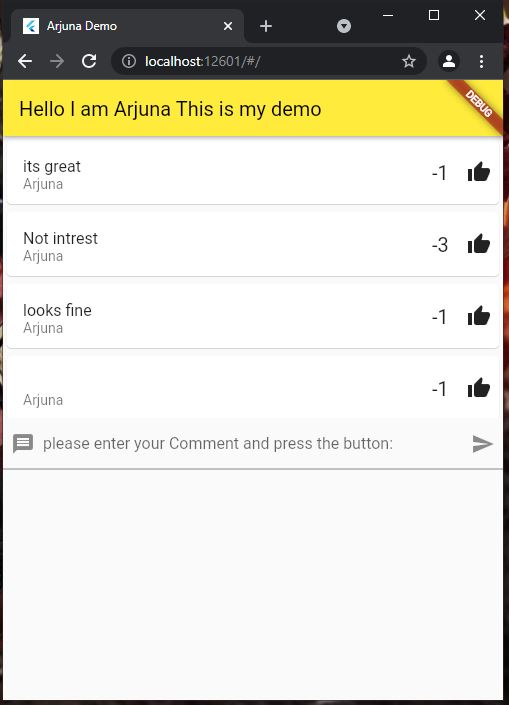 Arjuna Demo
localhost:12601/#/
Hello I am Arjuna This is my demo
DEBUG
its great
Arjuna
-1
Not intrest
Arjuna
-3
looks fine
Arjuna
-1
Arjuna
-1
please enter your Comment and press the button: